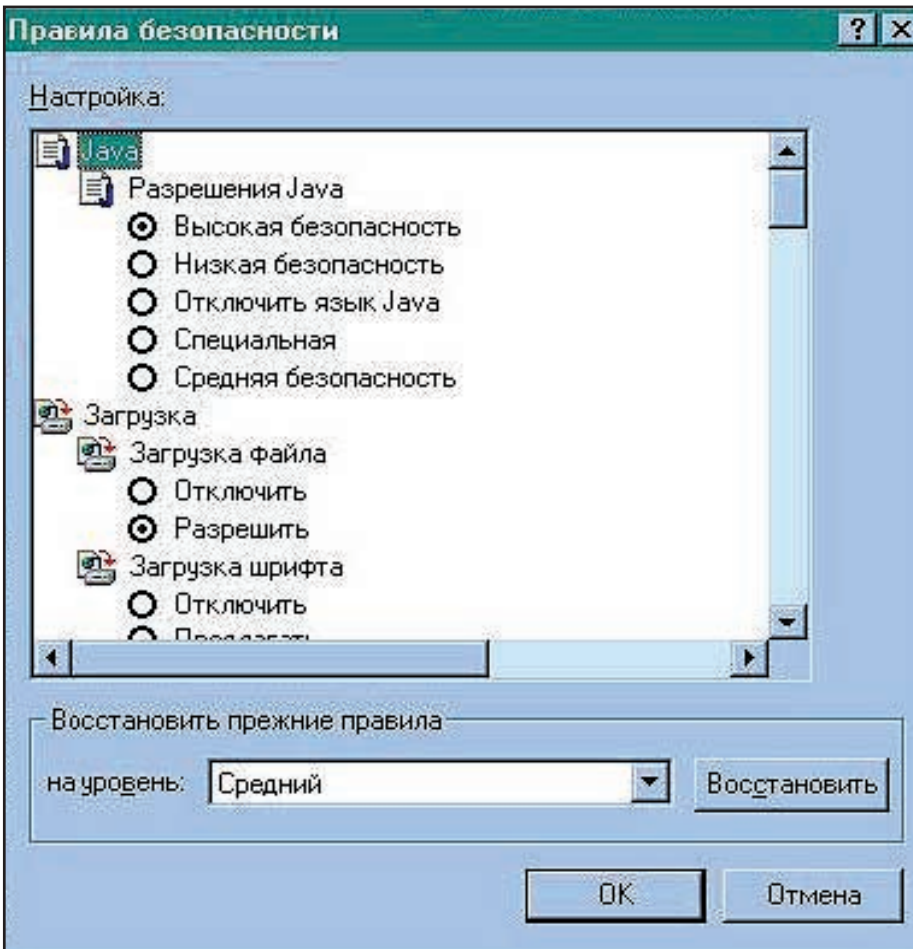 Правила безопасности
Настройка:
Java
Разрешения Java
Высокая безопасность
Низкая безопасность
Отключить язык Java
Специальная
Средняя безопасность
Загрузка
Загрузка файла
Отключить
Разрешить
Загрузка шрифта
Отключить
Восстановить прежние правила
на уровень: Средний Восстановить
OK Отмена